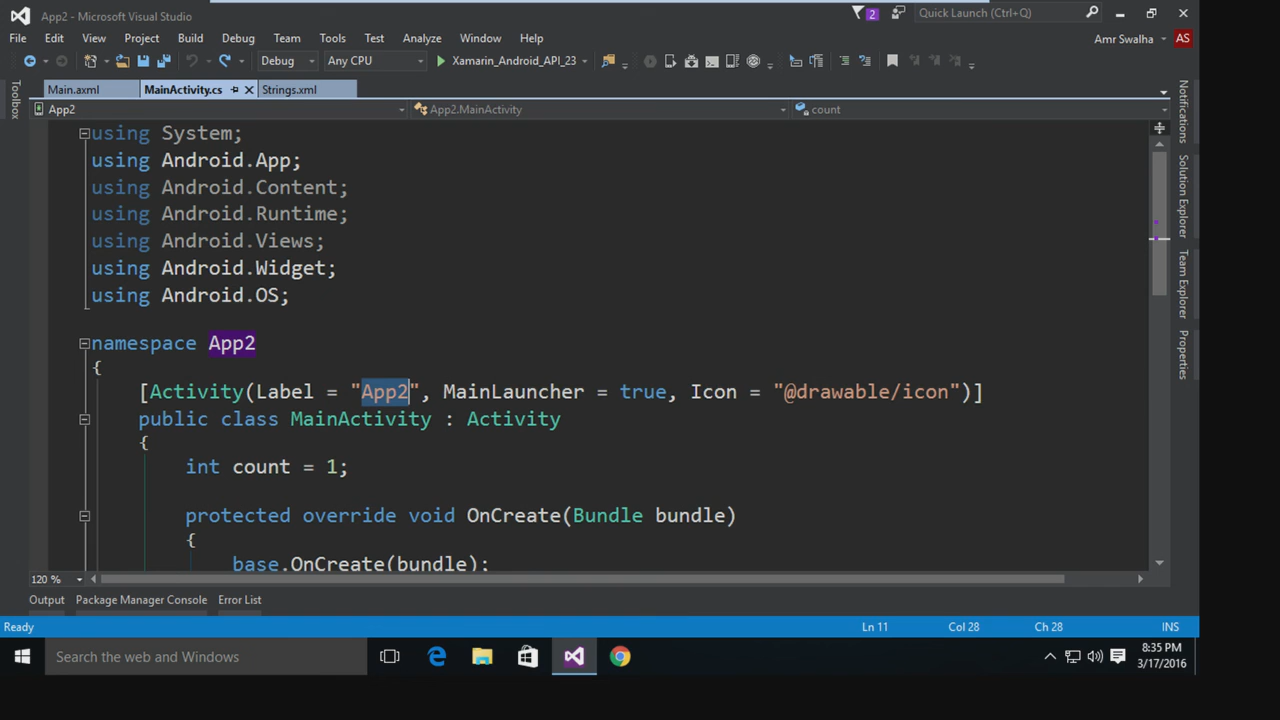 App2 - Microsoft Visual Studio
2
Quick Launch (Ctrl+Q)
File Edit View Project Build Debug Team Tools Test Analyze Window Help
Amr Swalha AS
Debug Any CPU Xamarin_Android_API_23
Toolbox
Main.axml MainActivity.cs Strings.xml
App2 App2.MainActivity count
using System;
using Android.App;
using Android.Content;
using Android.Runtime;
using Android.Views;
using Android.Widget;
using Android.OS;
namespace App2
{
[Activity(Label = "App2", MainLauncher = true, Icon = "@drawable/icon")]
public class MainActivity : Activity
{
int count = 1;
protected override void OnCreate(Bundle bundle)
{
base.OnCreate(bundle);
Notifications
Solution Explorer
Team Explorer
Properties
120 %
Output Package Manager Console Error List
Ready Ln 11 Col 28 Ch 28 INS
Search the web and Windows
8:35 PM
3/17/2016